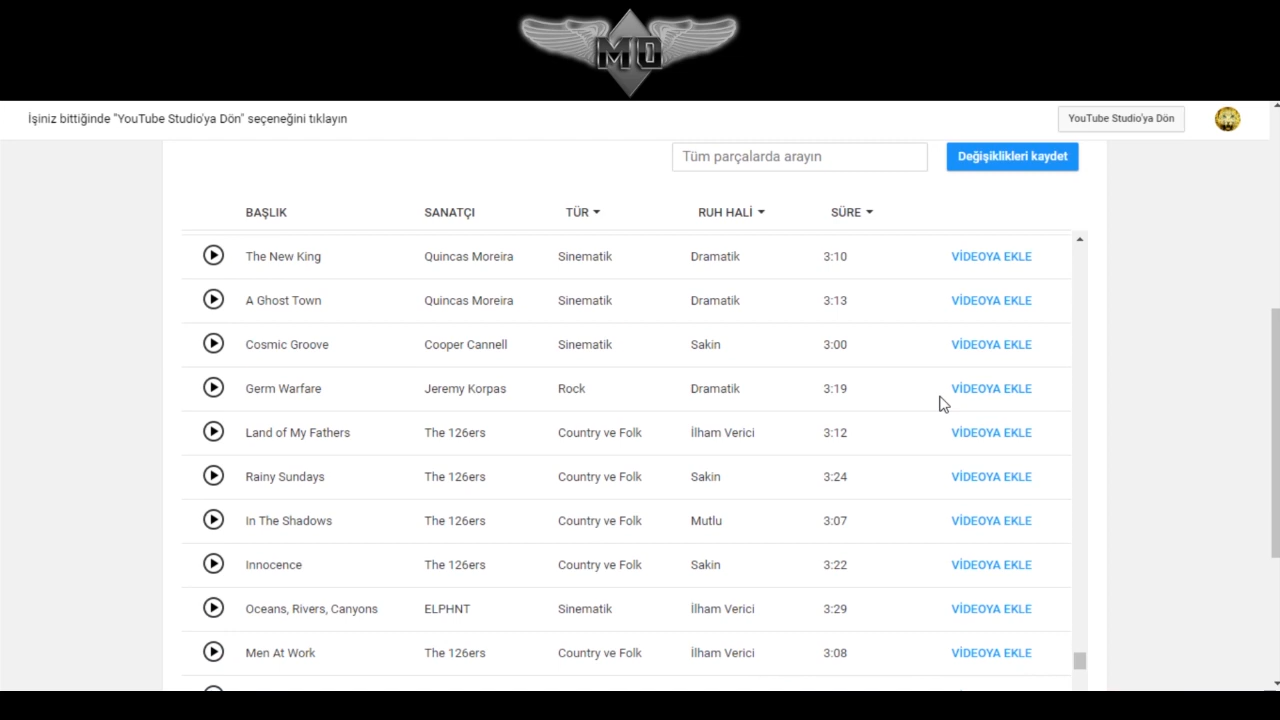 MO
İşiniz bittiğinde "YouTube Studio'ya Dön" seçeneğini tıklayın YouTube Studio'ya Dön
Tüm parçalarda arayın Değişiklikleri kaydet
BAŞLIK SANATÇI TÜR RUH HALİ SÜRE
The New King Quincas Moreira Sinematik Dramatik 3:10 VİDEOYA EKLE
A Ghost Town Quincas Moreira Sinematik Dramatik 3:13 VİDEOYA EKLE
Cosmic Groove Cooper Cannell Sinematik Sakin 3:00 VİDEOYA EKLE
Germ Warfare Jeremy Korpas Rock Dramatik 3:19 VİDEOYA EKLE
Land of My Fathers The 126ers Country ve Folk İlham Verici 3:12 VİDEOYA EKLE
Rainy Sundays The 126ers Country ve Folk Sakin 3:24 VİDEOYA EKLE
In The Shadows The 126ers Country ve Folk Mutlu 3:07 VİDEOYA EKLE
Innocence The 126ers Country ve Folk Sakin 3:22 VİDEOYA EKLE
Oceans, Rivers, Canyons ELPHNT Sinematik İlham Verici 3:29 VİDEOYA EKLE
Men At Work The 126ers Country ve Folk İlham Verici 3:08 VİDEOYA EKLE